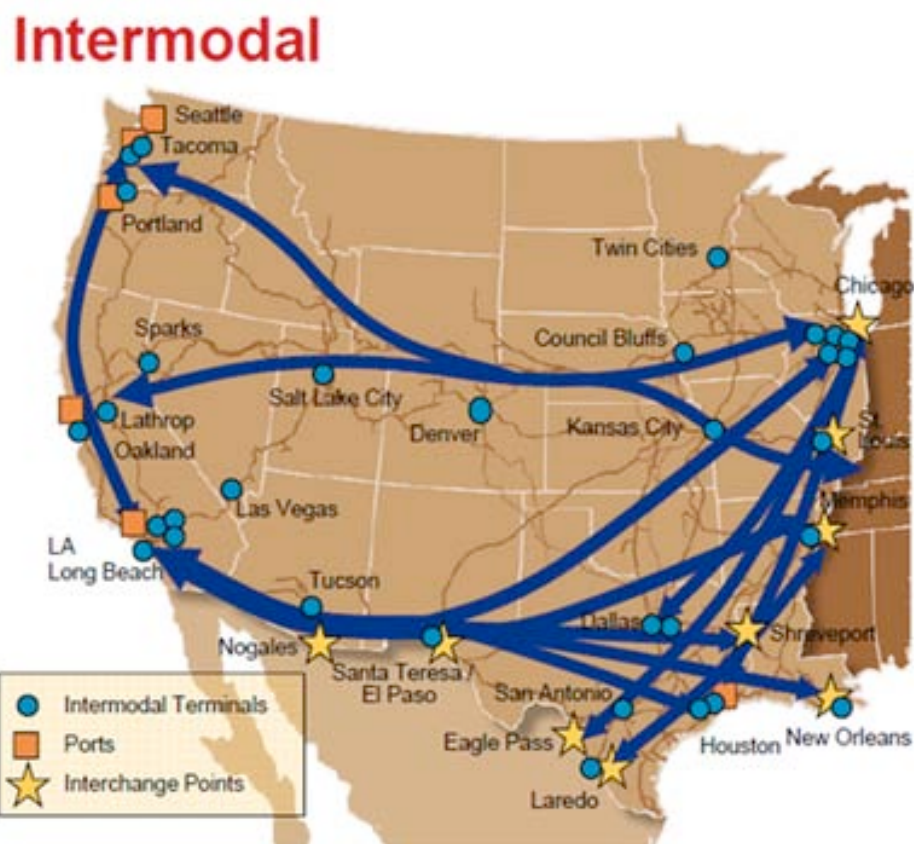 Intermodal
Seattle
Tacoma
Portland
Twin Cities
Chicago
Sparks
Council Bluffs
Salt Lake City
Lathrop
Oakland
Denver
Kansas City
St.
Louis
Las Vegas
Memphis
LA
Long Beach
Tucson
Dallas
Shreveport
Nogales
Santa Teresa /
El Paso
San Antonio
Eagle Pass
Houston
New Orleans
Laredo
Intermodal Terminals
Ports
Interchange Points